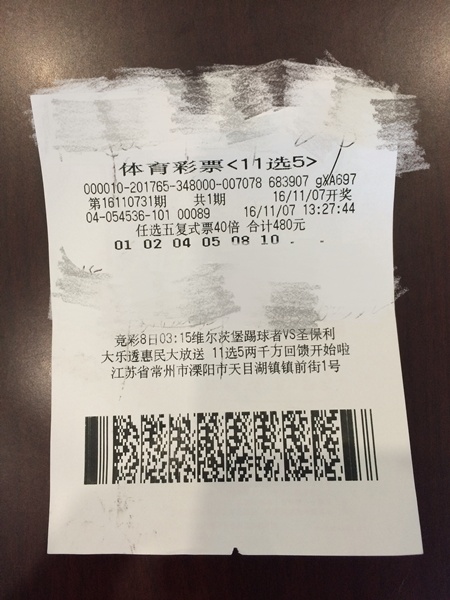 体育彩票<11选5>
000010-201765-348000-007078 683907 gXA697
第16110731期 共1期 16/11/07开奖
04-054536-101 00089 16/11/07 13:27:44
任选五复式票40倍 合计480元
01 02 04 05 08 10
竞彩8日03:15维尔茨堡踢球者VS圣保利
大乐透惠民大放送 11选5两千万回馈开始啦
江苏省常州市溧阳市天目湖镇镇前街1号